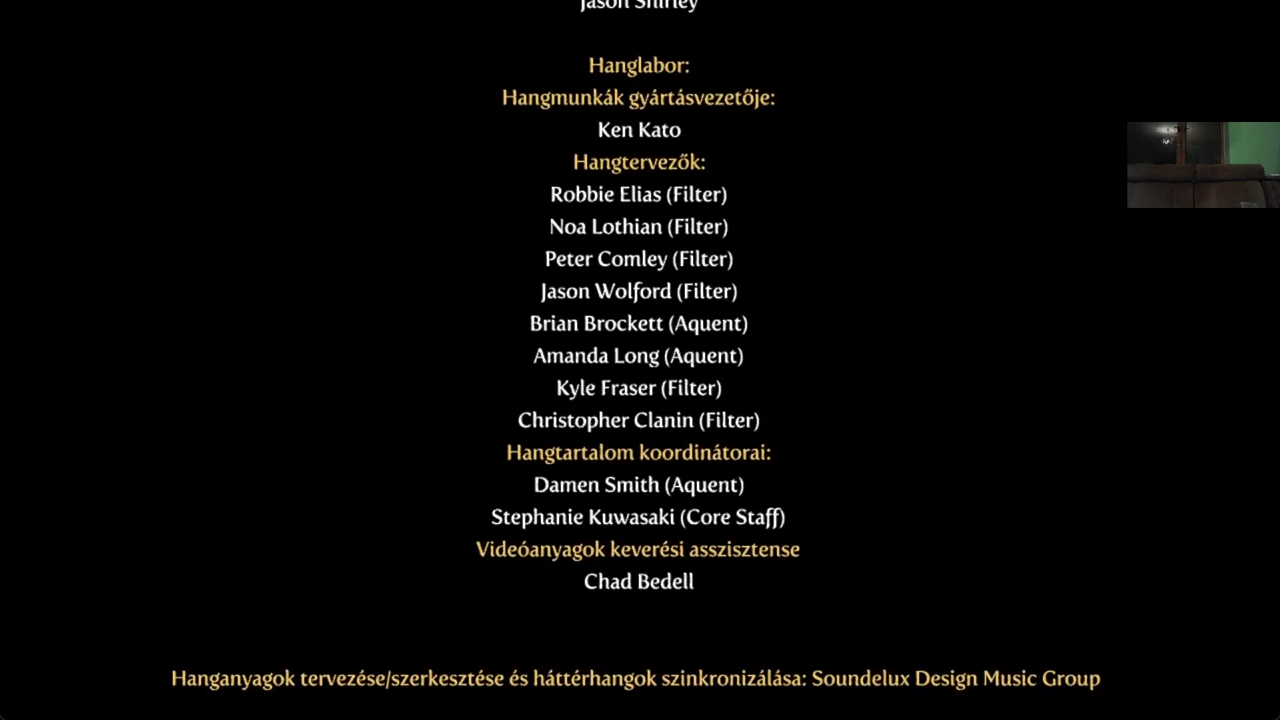 Jason Shirley
Hanglabor:
Hangmunkák gyártásvezetője:
Ken Kato
Hangtervezők:
Robbie Elias (Filter)
Noa Lothian (Filter)
Peter Comley (Filter)
Jason Wolford (Filter)
Brian Brockett (Aquent)
Amanda Long (Aquent)
Kyle Fraser (Filter)
Christopher Clanin (Filter)
Hangtartalom koordinátorai:
Damen Smith (Aquent)
Stephanie Kuwasaki (Core Staff)
Videóanyagok keverési asszisztense
Chad Bedell
Hanganyagok tervezése/szerkesztése és háttérhangok szinkronizálása: Soundelux Design Music Group